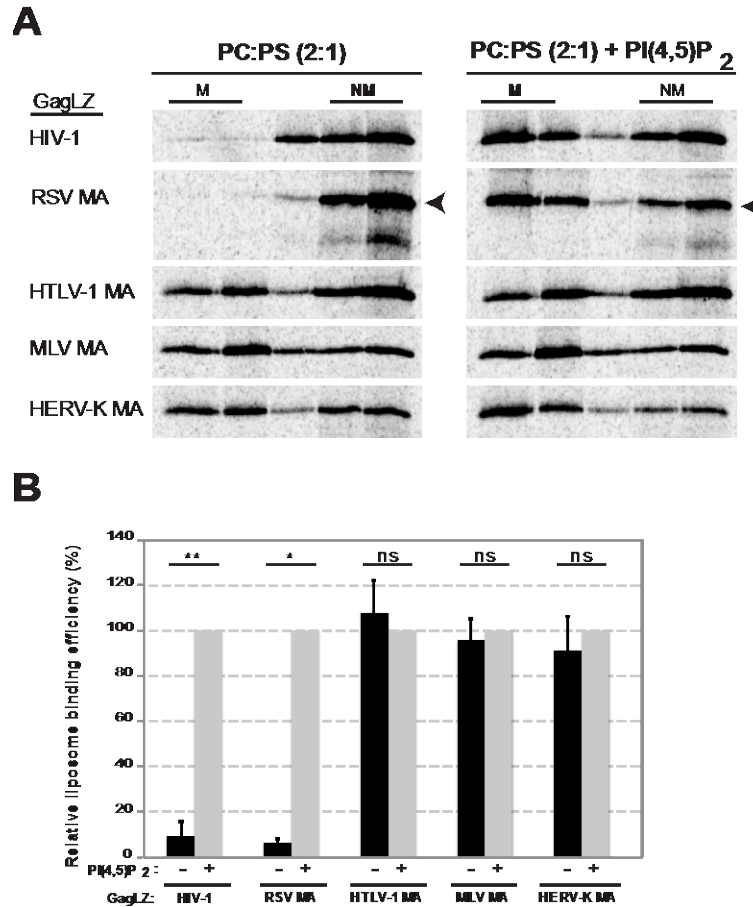 A
PC:PS (2:1) PC:PS (2:1) + PI(4,5)P 2
GagLZ M NM M NM
HIV-1
RSV MA
HTLV-1 MA
MLV MA
HERV-K MA
B
Relative liposome binding efficiency (%)
140
120
100
80
60
40
20
0
** * ns ns ns
PI(4,5)P 2 : - + - + - + - + - +
GagLZ: HIV-1 RSV MA HTLV-1 MA MLV MA HERV-K MA